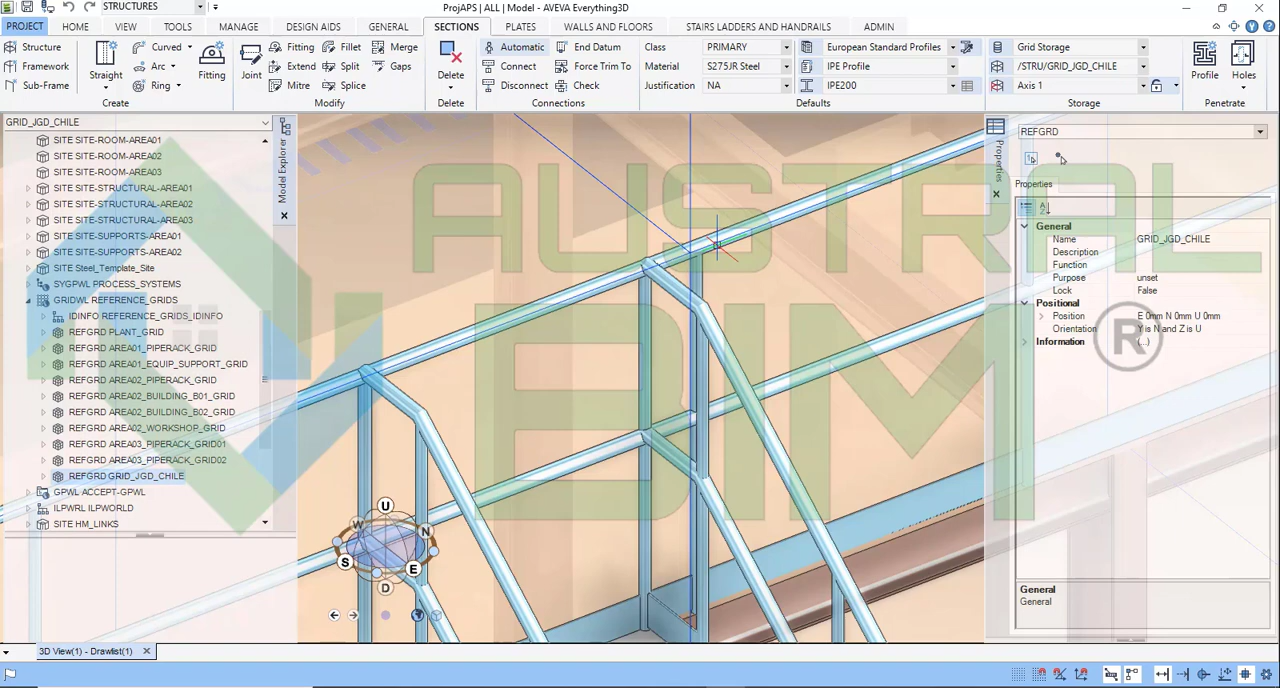 STRUCTURES
ProjAPS | ALL | Model - AVEVA Everything3D
PROJECT HOME VIEW TOOLS MANAGE DESIGN AIDS GENERAL SECTIONS PLATES WALLS AND FLOORS STAIRS LADDERS AND HANDRAILS ADMIN
Structure
Framework
Sub-Frame
Straight
Curved
Arc
Ring
Fitting
Create
Joint
Fitting Fillet Merge
Extend Split Gaps
Mitre Splice
Modify
Delete
Delete
Automatic End Datum
Connect Force Trim To
Disconnect Check
Connections
Class PRIMARY
Material S275JR Steel
Justification NA
European Standard Profiles
IPE Profile
IPE200
Defaults
Grid Storage
/STRU/GRID_JGD_CHILE
Axis 1
Storage
Profile Holes
Penetrate
GRID_JGD_CHILE
SITE SITE-ROOM-AREA01
SITE SITE-ROOM-AREA02
SITE SITE-ROOM-AREA03
SITE SITE-STRUCTURAL-AREA01
SITE SITE-STRUCTURAL-AREA02
SITE SITE-STRUCTURAL-AREA03
SITE SITE-SUPPORTS-AREA01
SITE SITE-SUPPORTS-AREA02
SITE Steel_Template_Site
SYGPWL PROCESS_SYSTEMS
GRIDWL REFERENCE_GRIDS
IDINFO REFERENCE_GRIDS_IDINFO
REFGRD PLANT_GRID
REFGRD AREA01_PIPERACK_GRID
REFGRD AREA01_EQUIP_SUPPORT_GRID
REFGRD AREA02_PIPERACK_GRID
REFGRD AREA02_BUILDING_B01_GRID
REFGRD AREA02_BUILDING_B02_GRID
REFGRD AREA02_WORKSHOP_GRID
REFGRD AREA03_PIPERACK_GRID01
REFGRD AREA03_PIPERACK_GRID02
REFGRD GRID_JGD_CHILE
GPWL ACCEPT-GPWL
ILPWRL ILPWORLD
SITE HM_LINKS
Model Explorer
AUSTRAL
BIM®
U
W N
S E
D
Properties
REFGRD
Properties
General
Name GRID_JGD_CHILE
Description
Function
Purpose unset
Lock False
Positional
Position E 0mm N 0mm U 0mm
Orientation Y is N and Z is U
Information (...)
General
General
3D View(1) - Drawlist(1)